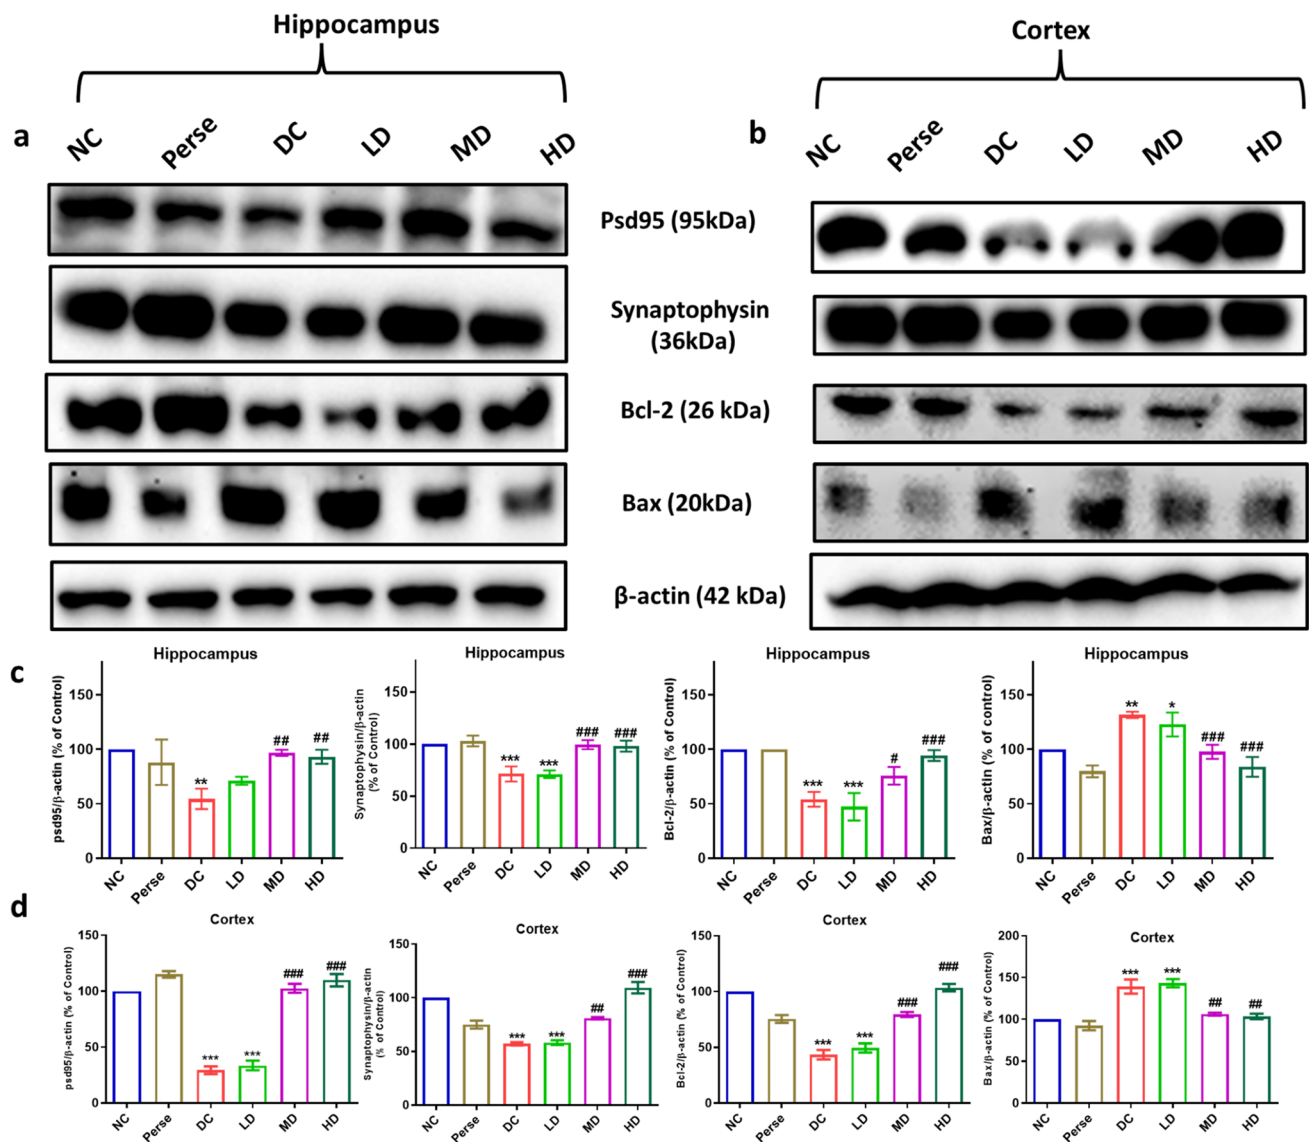 Hippocampus
Cortex
a
NC Perse DC LD MD HD
b
NC Perse DC LD MD HD
Psd95 (95kDa)
Synaptophysin
(36kDa)
Bcl-2 (26 kDa)
Bax (20kDa)
β-actin (42 kDa)
c
Hippocampus
psd95/β-actin (% of Control)
150
100
50
0
**
##
##
NC Perse DC LD MD HD
Hippocampus
Synaptophysin/β-actin
(% of Control)
150
100
50
0
***
***
###
###
NC Perse DC LD MD HD
Hippocampus
Bcl-2/β-actin (% of Control)
150
100
50
0
***
***
#
###
NC Perse DC LD MD HD
Hippocampus
Bax/β-actin (% of control)
150
100
50
0
**
*
###
###
NC Perse DC LD MD HD
d
Cortex
psd95/β-actin (% of Control)
150
100
50
0
***
***
###
###
NC Perse DC LD MD HD
Cortex
Synaptophysin/β-actin
(% of Control)
150
100
50
0
***
***
##
###
NC Perse DC LD MD HD
Cortex
Bcl-2/β-actin (% of Control)
150
100
50
0
***
***
###
###
NC Perse DC LD MD HD
Cortex
Bax/β-actin (% of Control)
200
150
100
50
0
***
***
##
##
NC Perse DC LD MD HD